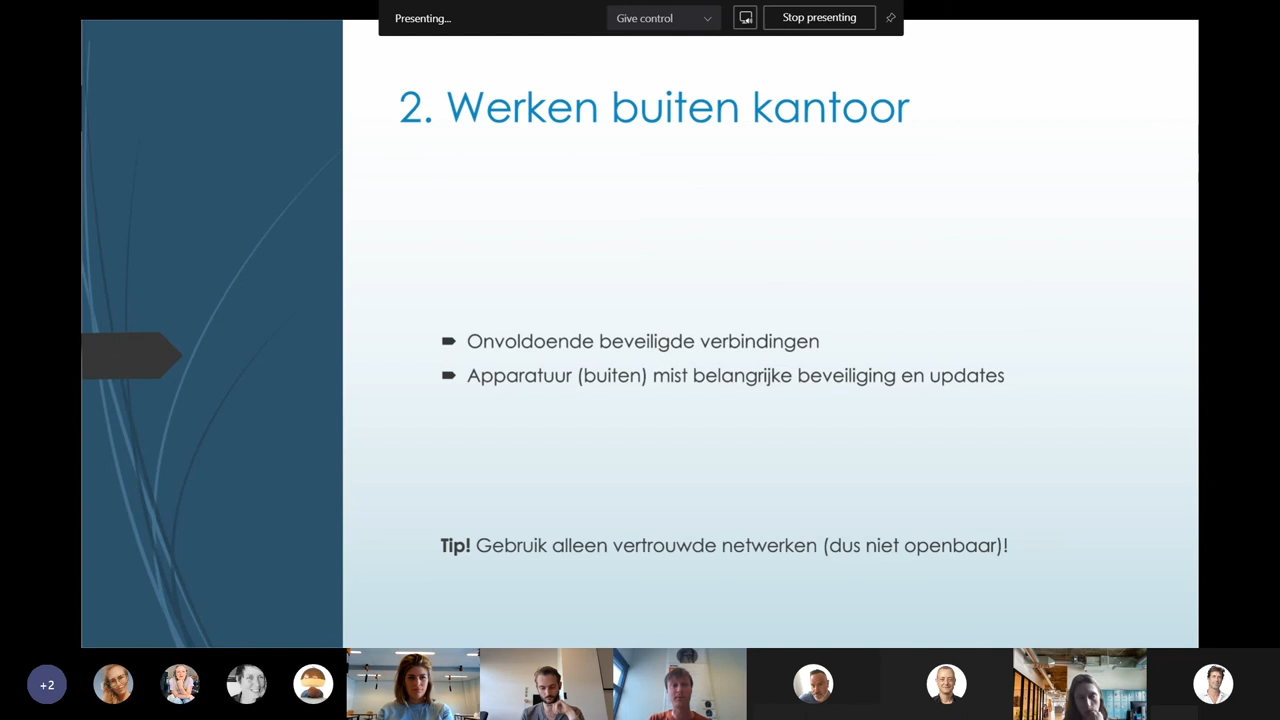 Presenting...
Give control
Stop presenting
2. Werken buiten kantoor
Onvoldoende beveiligde verbindingen
Apparatuur (buiten) mist belangrijke beveiliging en updates
Tip! Gebruik alleen vertrouwde netwerken (dus niet openbaar)!
+2